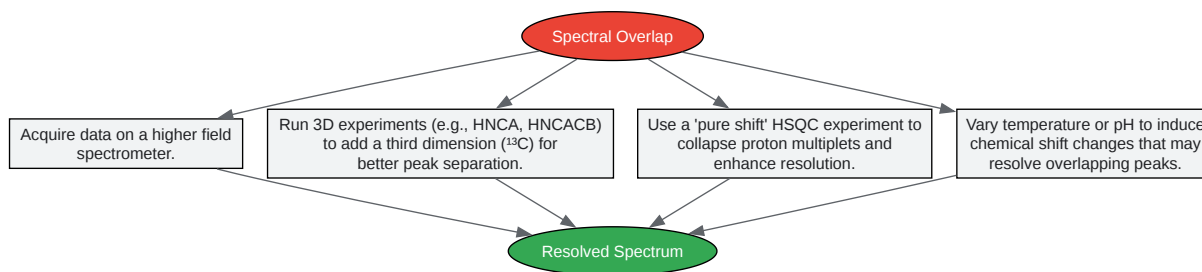 Spectral Overlap
Acquire data on a higher field
spectrometer.
Run 3D experiments (e.g., HNCA, HNCACB)
to add a third dimension (¹³C) for
better peak separation.
Use a 'pure shift' HSQC experiment to
collapse proton multiplets and
enhance resolution.
Vary temperature or pH to induce
chemical shift changes that may
resolve overlapping peaks.
Resolved Spectrum